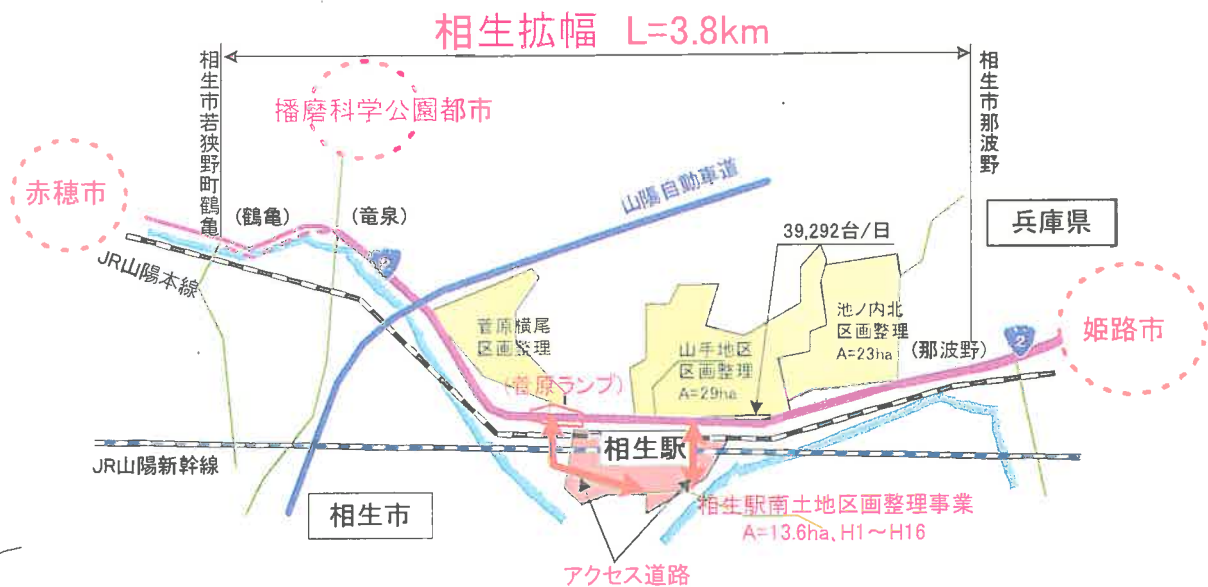 相生拡幅 L=3.8km
相生市若狭野町鶴亀
相生市那波野
播磨科学公園都市
赤穂市
山陽自動車道
(鶴亀)
(竜泉)
39,292台/日
兵庫県
JR山陽本線
2
菅原横尾
区画整理
山手地区
区画整理
A=29ha
池ノ内北
区画整理
A=23ha
(那波野)
2
姫路市
(菅原ランプ)
相生駅
JR山陽新幹線
相生市
相生駅南土地区画整理事業
A=13.6ha、H1～H16
アクセス道路